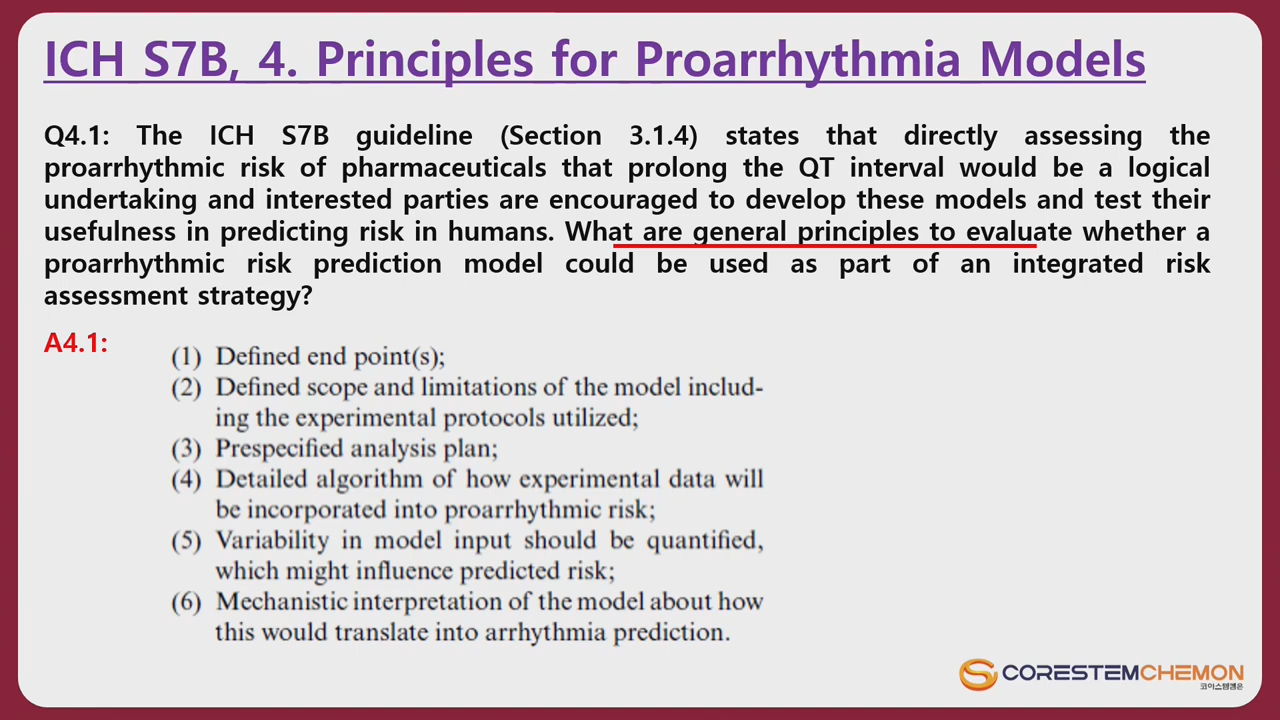 ICH S7B, 4. Principles for Proarrhythmia Models
Q4.1: The ICH S7B guideline (Section 3.1.4) states that directly assessing the
proarrhythmic risk of pharmaceuticals that prolong the QT interval would be a logical
undertaking and interested parties are encouraged to develop these models and test their
usefulness in predicting risk in humans. What are general principles to evaluate whether a
proarrhythmic risk prediction model could be used as part of an integrated risk
assessment strategy?
A4.1:
(1) Defined end point(s);
(2) Defined scope and limitations of the model includ-
ing the experimental protocols utilized;
(3) Prespecified analysis plan;
(4) Detailed algorithm of how experimental data will
be incorporated into proarrhythmic risk;
(5) Variability in model input should be quantified,
which might influence predicted risk;
(6) Mechanistic interpretation of the model about how
this would translate into arrhythmia prediction.
CORESTEMCHEMON
코아스템켐온